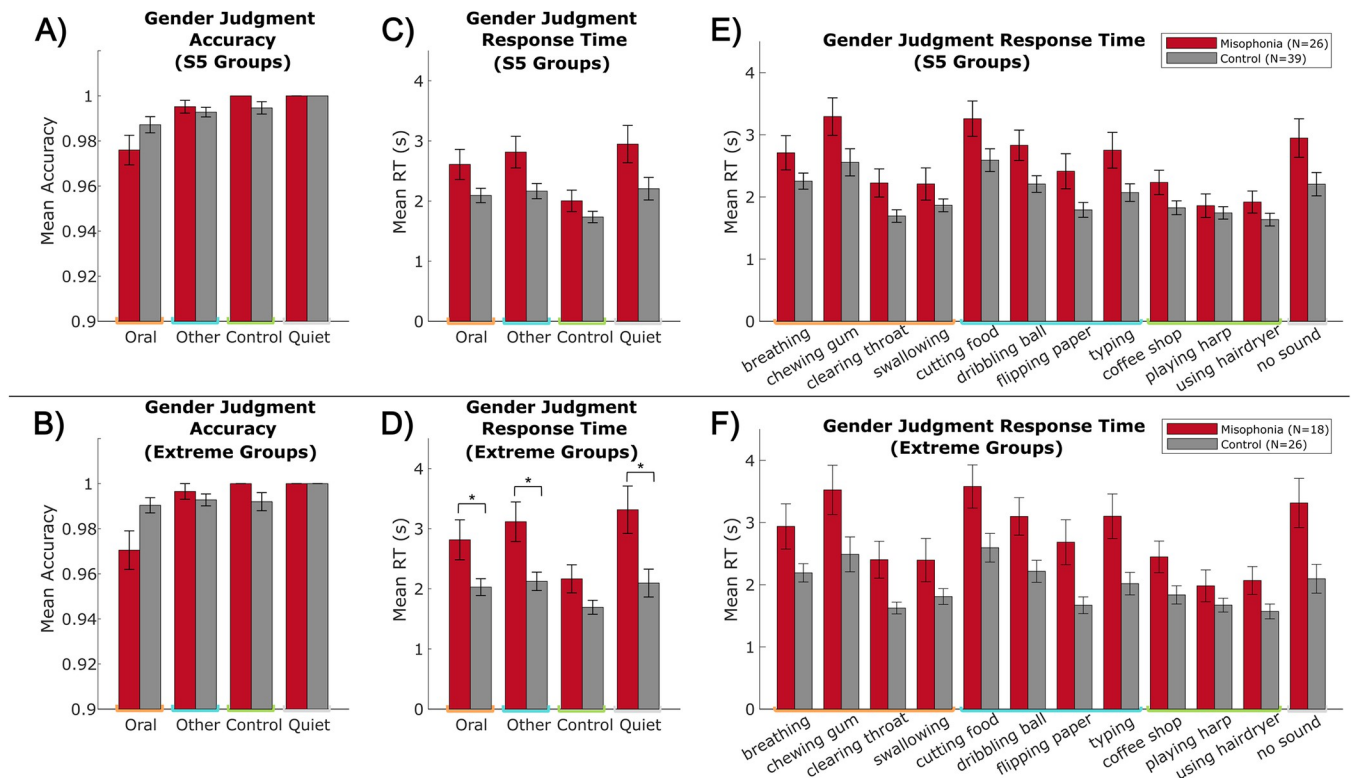 A)
Gender Judgment
Accuracy
(S5 Groups)
Mean Accuracy
1
0.98
0.96
0.94
0.92
0.9
Oral Other Control Quiet
C)
Gender Judgment
Response Time
(S5 Groups)
Mean RT (s)
4
3
2
1
0
Oral Other Control Quiet
E)
Gender Judgment Response Time
(S5 Groups)
Misophonia (N=26)
Control (N=39)
Mean RT (s)
4
3
2
1
0
breathing
chewing gum
clearing throat
swallowing
cutting food
dribbling ball
flipping paper
typing
coffee shop
playing harp
using hairdryer
no sound
B)
Gender Judgment
Accuracy
(Extreme Groups)
Mean Accuracy
1
0.98
0.96
0.94
0.92
0.9
Oral Other Control Quiet
D)
Gender Judgment
Response Time
(Extreme Groups)
Mean RT (s)
4
3
2
1
0
* * *
Oral Other Control Quiet
F)
Gender Judgment Response Time
(Extreme Groups)
Misophonia (N=18)
Control (N=26)
Mean RT (s)
4
3
2
1
0
breathing
chewing gum
clearing throat
swallowing
cutting food
dribbling ball
flipping paper
typing
coffee shop
playing harp
using hairdryer
no sound